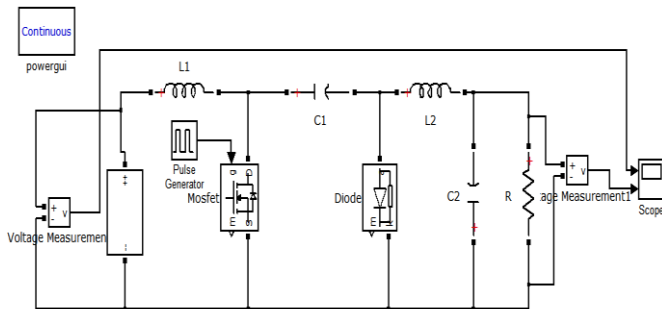 Continuous
powergui
L1
C1
L2
Pulse
Generator
Mosfet
Diode
C2
R
+
-
v
Voltage Measuremen
+
-
v
age Measurement1
Scope